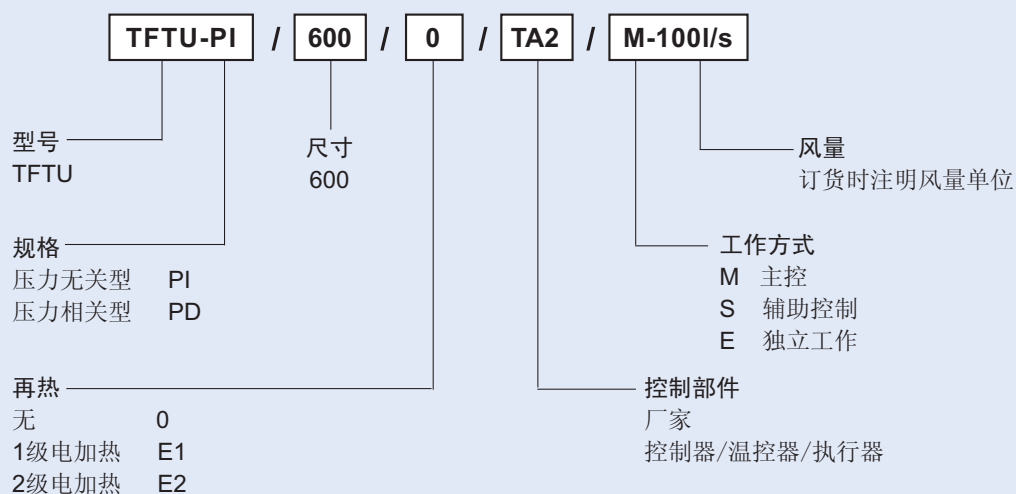 TFTU-PI / 600 / 0 / TA2 / M-100l/s
型号
TFTU
尺寸
600
风量
订货时注明风量单位
规格
压力无关型 PI
压力相关型 PD
工作方式
M 主控
S 辅助控制
E 独立工作
再热
无 0
1级电加热 E1
2级电加热 E2
控制部件
厂家
控制器/温控器/执行器